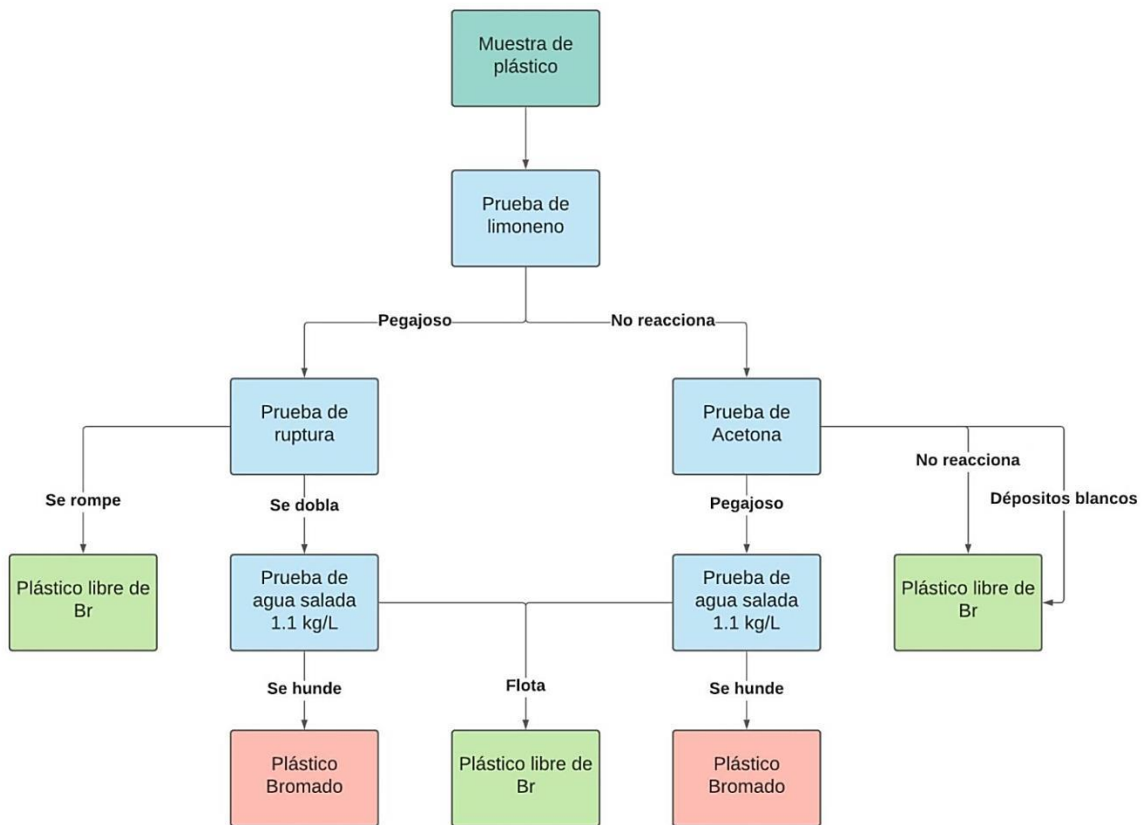 Muestra de
plástico
Prueba de
limoneno
Pegajoso
No reacciona
Prueba de
ruptura
Prueba de
Acetona
Se rompe
Se dobla
Pegajoso
No reacciona
Dépositos blancos
Plástico libre de
Br
Prueba de
agua salada
1.1 kg/L
Prueba de
agua salada
1.1 kg/L
Plástico libre de
Br
Se hunde
Flota
Se hunde
Plástico
Bromado
Plástico libre de
Br
Plástico
Bromado